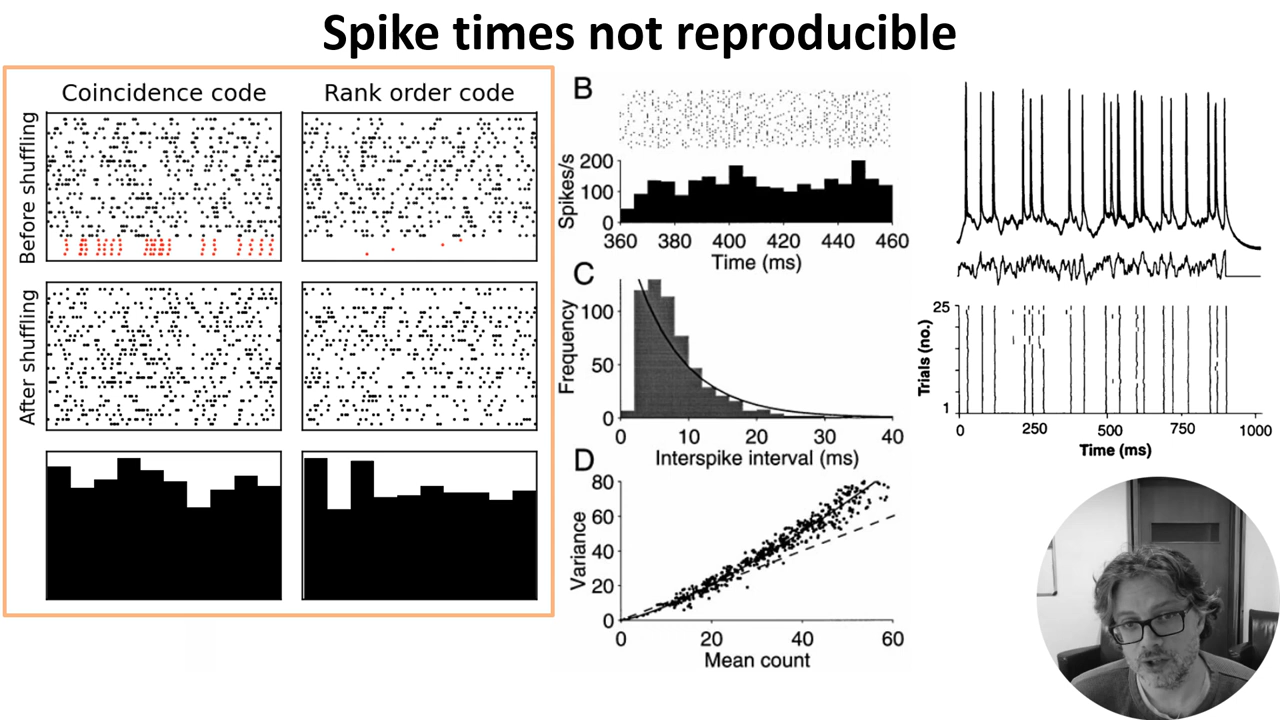 Spike times not reproducible
Coincidence code
Rank order code
Before shuffling
After shuffling
B
Spikes/s
200
100
0
360
380
400
420
440
460
Time (ms)
C
Frequency
100
50
0
0
10
20
30
40
Interspike interval (ms)
D
Variance
80
60
40
20
0
0
20
40
60
Mean count
Trials (no.)
25
1
0
250
500
750
1000
Time (ms)